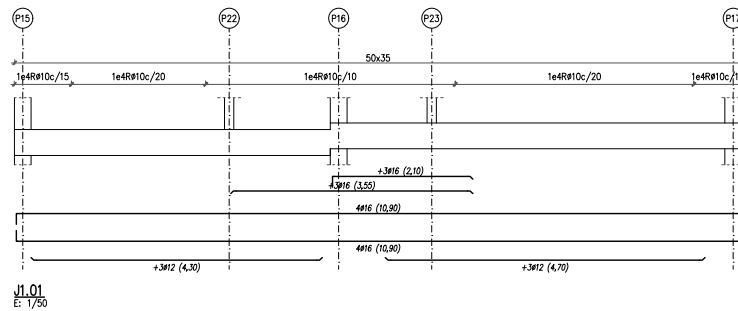 P15 P22 P16 P23 P17
50x35
1e4RØ10c/15 1e4RØ10c/20 1e4RØ10c/10 1e4RØ10c/20 1e4RØ10c/1
+3Ø16 (2,10)
+3Ø16 (3,55)
4Ø16 (10,90)
4Ø16 (10,90)
+3Ø12 (4,30) +3Ø12 (4,70)
J1.01
E: 1/50